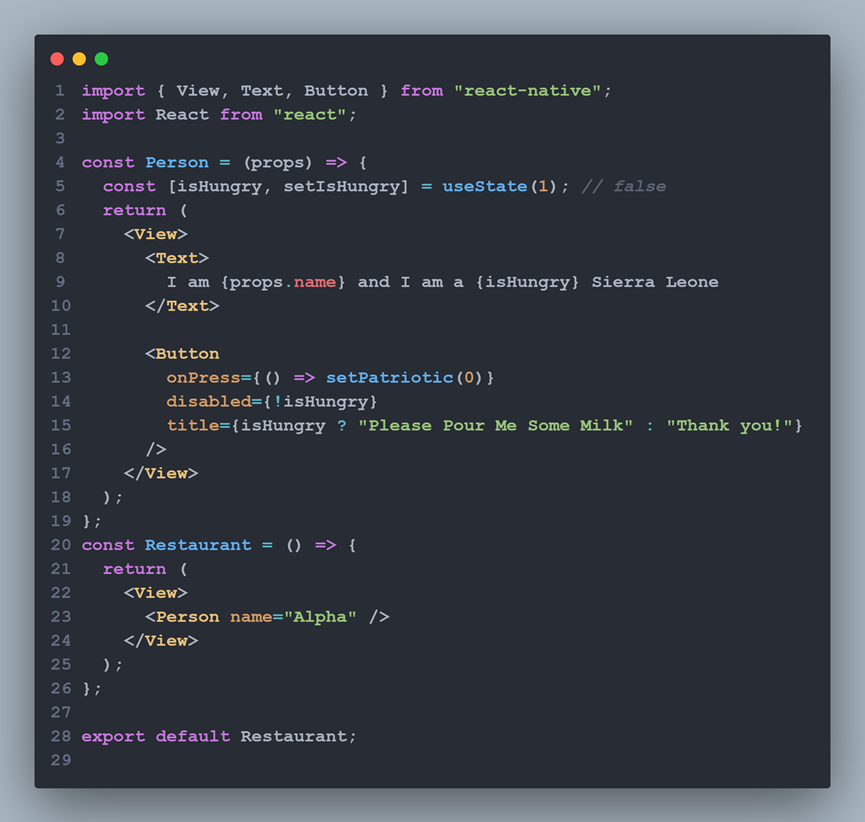 1 import { View, Text, Button } from "react-native";
2 import React from "react";
3
4 const Person = (props) => {
5   const [isHungry, setIsHungry] = useState(1); // false
6   return (
7     <View>
8       <Text>
9         I am {props.name} and I am a {isHungry} Sierra Leone
10       </Text>
11
12       <Button
13         onPress={() => setPatriotic(0)}
14         disabled={!isHungry}
15         title={isHungry ? "Please Pour Me Some Milk" : "Thank you!"}
16       />
17     </View>
18   );
19 };
20 const Restaurant = () => {
21   return (
22     <View>
23       <Person name="Alpha" />
24     </View>
25   );
26 };
27
28 export default Restaurant;
29